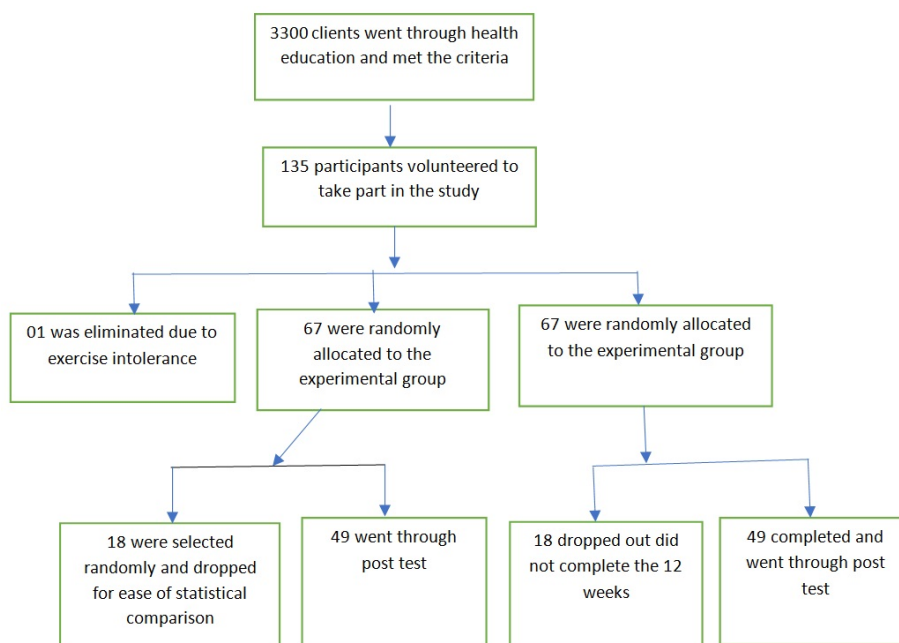 3300 clients went through health
education and met the criteria
135 participants volunteered to
take part in the study
01 was eliminated due to
exercise intolerance
67 were randomly
allocated to the
experimental group
67 were randomly allocated
to the experimental group
18 were selected
randomly and dropped
for ease of statistical
comparison
49 went through
post test
18 dropped out did
not complete the 12
weeks
49 completed and
went through post
test